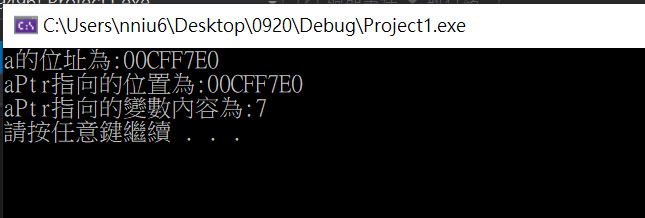 C:\Users\nniu6\Desktop\0920\Debug\Project1.exe
a的位址為:00CFF7E0
aPtr指向的位置為:00CFF7E0
aPtr指向的變數內容為:7
請按任意鍵繼續 . . .